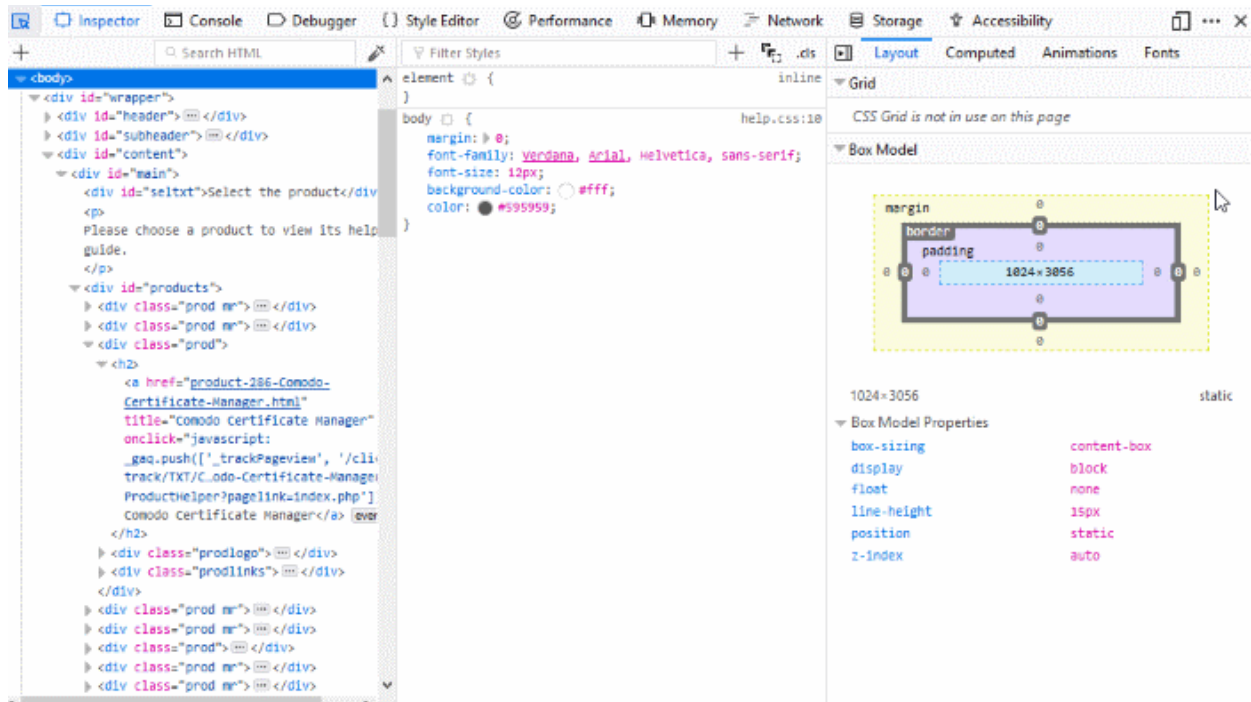 Inspector Console Debugger {} Style Editor Performance Memory Network Storage Accessibility
+ Search HTML
<body>
<div id="wrapper">
<div id="header"> </div>
<div id="subheader"> </div>
<div id="content">
<div id="main">
<div id="seltxt">Select the product</div
<p>
Please choose a product to view its help
guide.
</p>
<div id="products">
<div class="prod mr"> </div>
<div class="prod mr"> </div>
<div class="prod">
<h2>
<a href="product-286-Comodo-
Certificate-Manager.html"
title="Comodo Certificate Manager"
onclick="javascript:
_gaq.push(['_trackPageview', '/cli
track/TXT/C…odo-Certificate-Manager
ProductHelper?pagelink=index.php']
Comodo Certificate Manager</a> even
</h2>
<div class="prodlogo"> </div>
<div class="prodlinks"> </div>
</div>
<div class="prod mr"> </div>
<div class="prod mr"> </div>
<div class="prod"> </div>
<div class="prod mr"> </div>
<div class="prod mr"> </div>
Filter Styles + .cls
element { inline
}
body { help.css:10
margin: 0;
font-family: Verdana, Arial, Helvetica, sans-serif;
font-size: 12px;
background-color: #fff;
color: #595959;
}
Layout Computed Animations Fonts
Grid
CSS Grid is not in use on this page
Box Model
margin 0
border 0
padding 0
0 0 0 1024×3056 0 0 0
0
0
0
1024×3056 static
Box Model Properties
box-sizing content-box
display block
float none
line-height 15px
position static
z-index auto